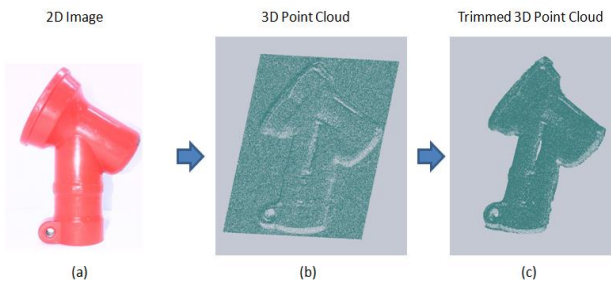 2D Image
3D Point Cloud
Trimmed 3D Point Cloud
(a)
(b)
(c)